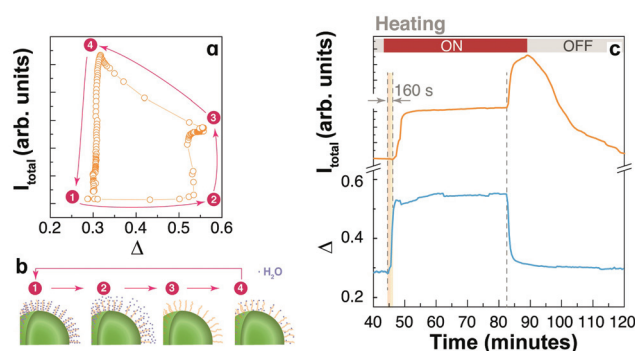 a
I_total (arb. units)
4
3
1
2
0.2 0.3 0.4 0.5 0.6
Δ
b
· H₂O
1 2 3 4
Heating
ON OFF
c
160 s
I_total (arb. units)
0.6
0.4
0.2
Δ
40 50 60 70 80 90 100 110 120
Time (minutes)